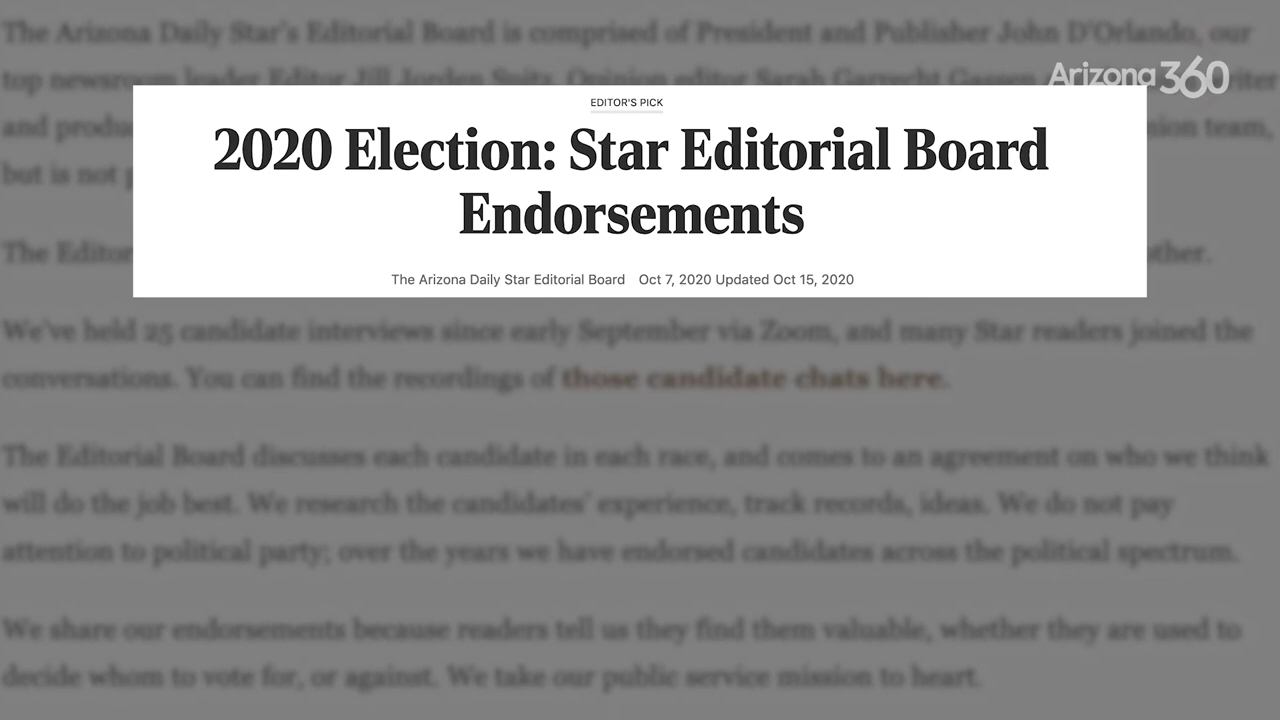 The Arizona Daily Star's Editorial Board is comprised of President and Publisher John D'Orlando, our
top newsroom leader Editor Jill Jorden Spitz, Opinion editor Sarah Garrecht Gassen
Arizona 360
EDITOR'S PICK
2020 Election: Star Editorial Board
Endorsements
The Arizona Daily Star Editorial Board Oct 7, 2020 Updated Oct 15, 2020
and
team,
but is not
The
other.
We've held 25 candidate interviews since early September via Zoom, and many Star readers joined the
conversations. You can find the recordings of those candidate chats here.
The Editorial Board discusses each candidate in each race, and comes to an agreement on who we think
will do the job best. We research the candidates' experience, track records, ideas. We do not pay
attention to political party; over the years we have endorsed candidates across the political spectrum.
We share our endorsements because readers tell us they find them valuable, whether they are used to
decide whom to vote for, or against. We take our public service mission to heart.